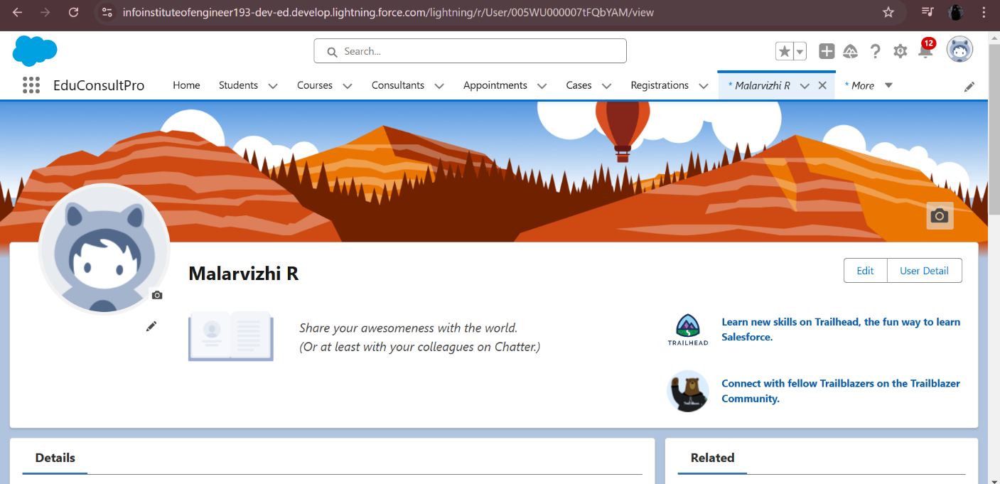 infoinstituteofengineer193-dev-ed.develop.lightning.force.com/lightning/r/User/005WU000007tFQbYAM/view
Search...
12
EduConsultPro
Home
Students
Courses
Consultants
Appointments
Cases
Registrations
* Malarvizhi R
* More
Malarvizhi R
Edit
User Detail
Share your awesomeness with the world.
(Or at least with your colleagues on Chatter.)
TRAILHEAD
Learn new skills on Trailhead, the fun way to learn
Salesforce.
Connect with fellow Trailblazers on the Trailblazer
Community.
Details
Related